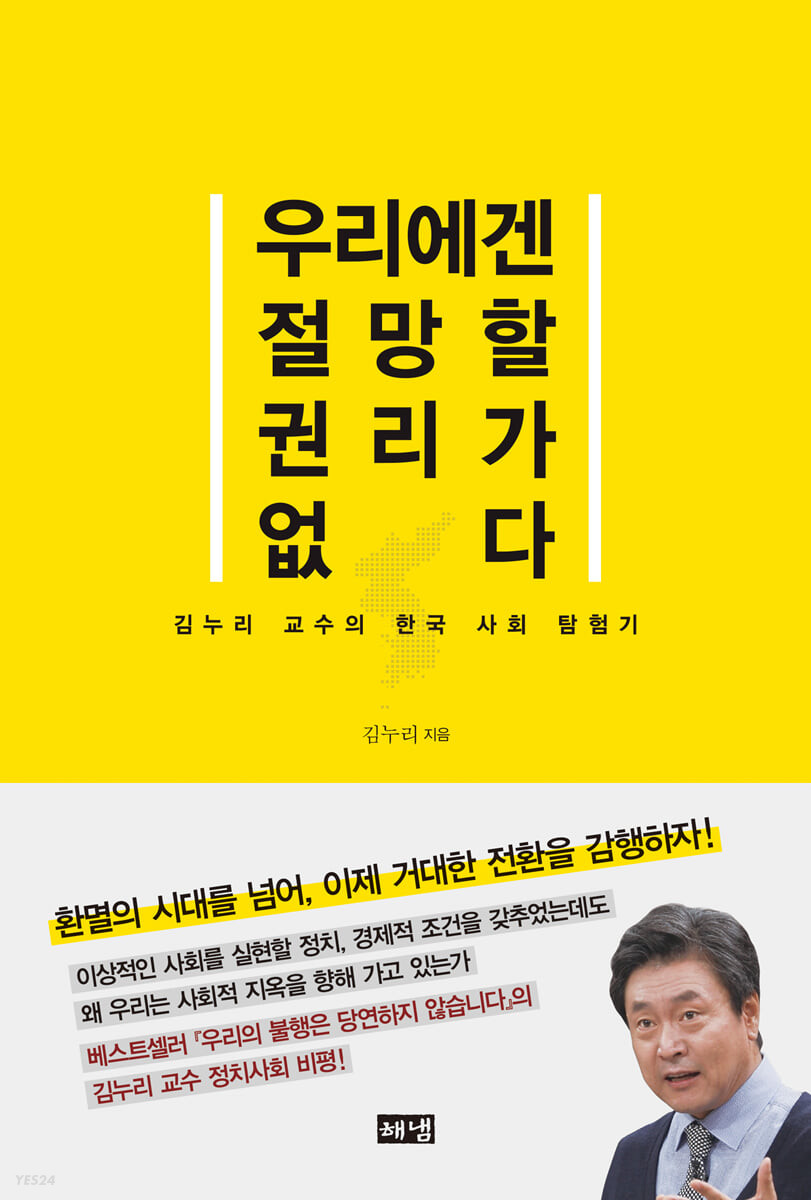 우리에겐
절망할
권리가
없다
김누리 교수의 한국 사회 탐험기
김누리 지음
환멸의 시대를 넘어, 이제 거대한 전환을 감행하자!
이상적인 사회를 실현할 정치, 경제적 조건을 갖추었는데도
왜 우리는 사회적 지옥을 향해 가고 있는가
베스트셀러 『우리의 불행은 당연하지 않습니다』의
김누리 교수 정치사회 비평!
해냄
YES24